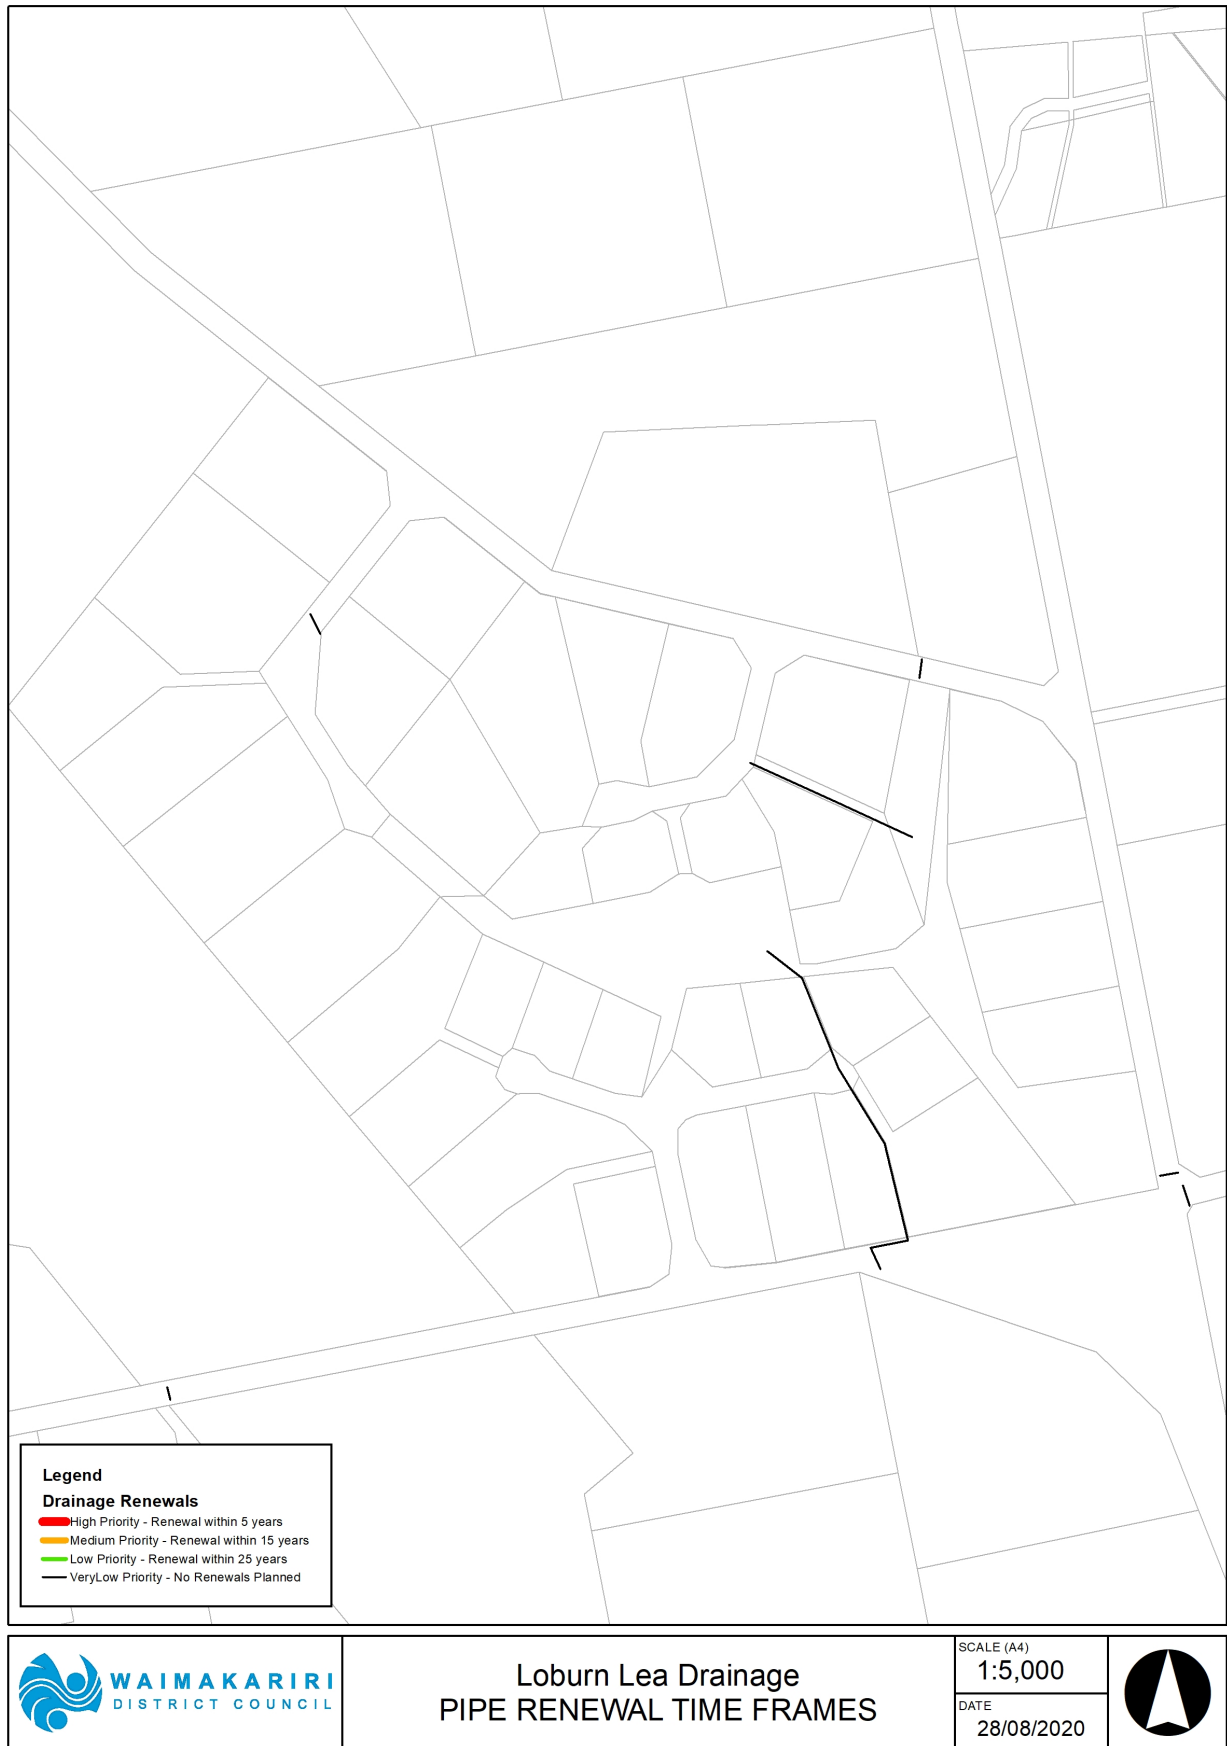 Legend
Drainage Renewals
High Priority - Renewal within 5 years
Medium Priority - Renewal within 15 years
Low Priority - Renewal within 25 years
VeryLow Priority - No Renewals Planned
WAIMAKARIRI
DISTRICT COUNCIL
Loburn Lea Drainage
PIPE RENEWAL TIME FRAMES
SCALE (A4)
1:5,000
DATE
28/08/2020